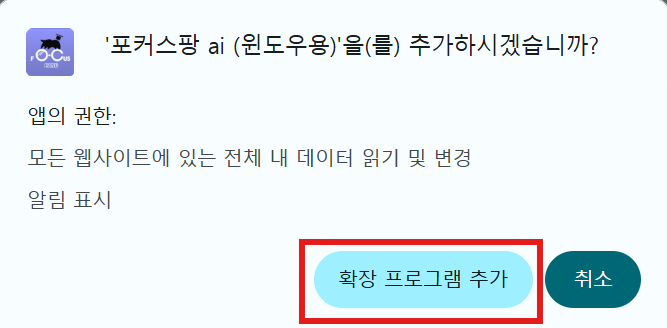 FOCUS
'포커스팡 ai (윈도우용)'을(를) 추가하시겠습니까?
앱의 권한:
모든 웹사이트에 있는 전체 내 데이터 읽기 및 변경
알림 표시
확장 프로그램 추가
취소